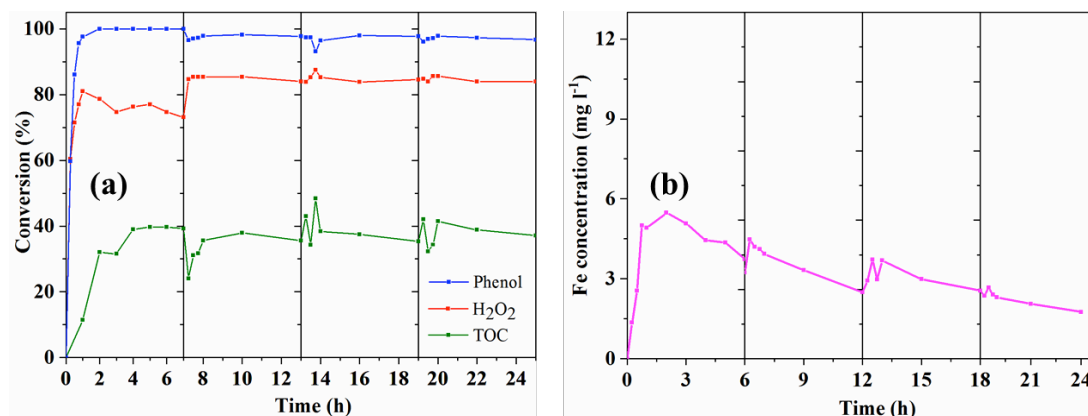 100
80
60
40
20
0
Conversion (%)
(a)
Phenol
H2O2
TOC
0 2 4 6 8 10 12 14 16 18 20 22 24
Time (h)
12
9
6
3
0
Fe concentration (mg l-1)
(b)
0 3 6 9 12 15 18 21 24
Time (h)